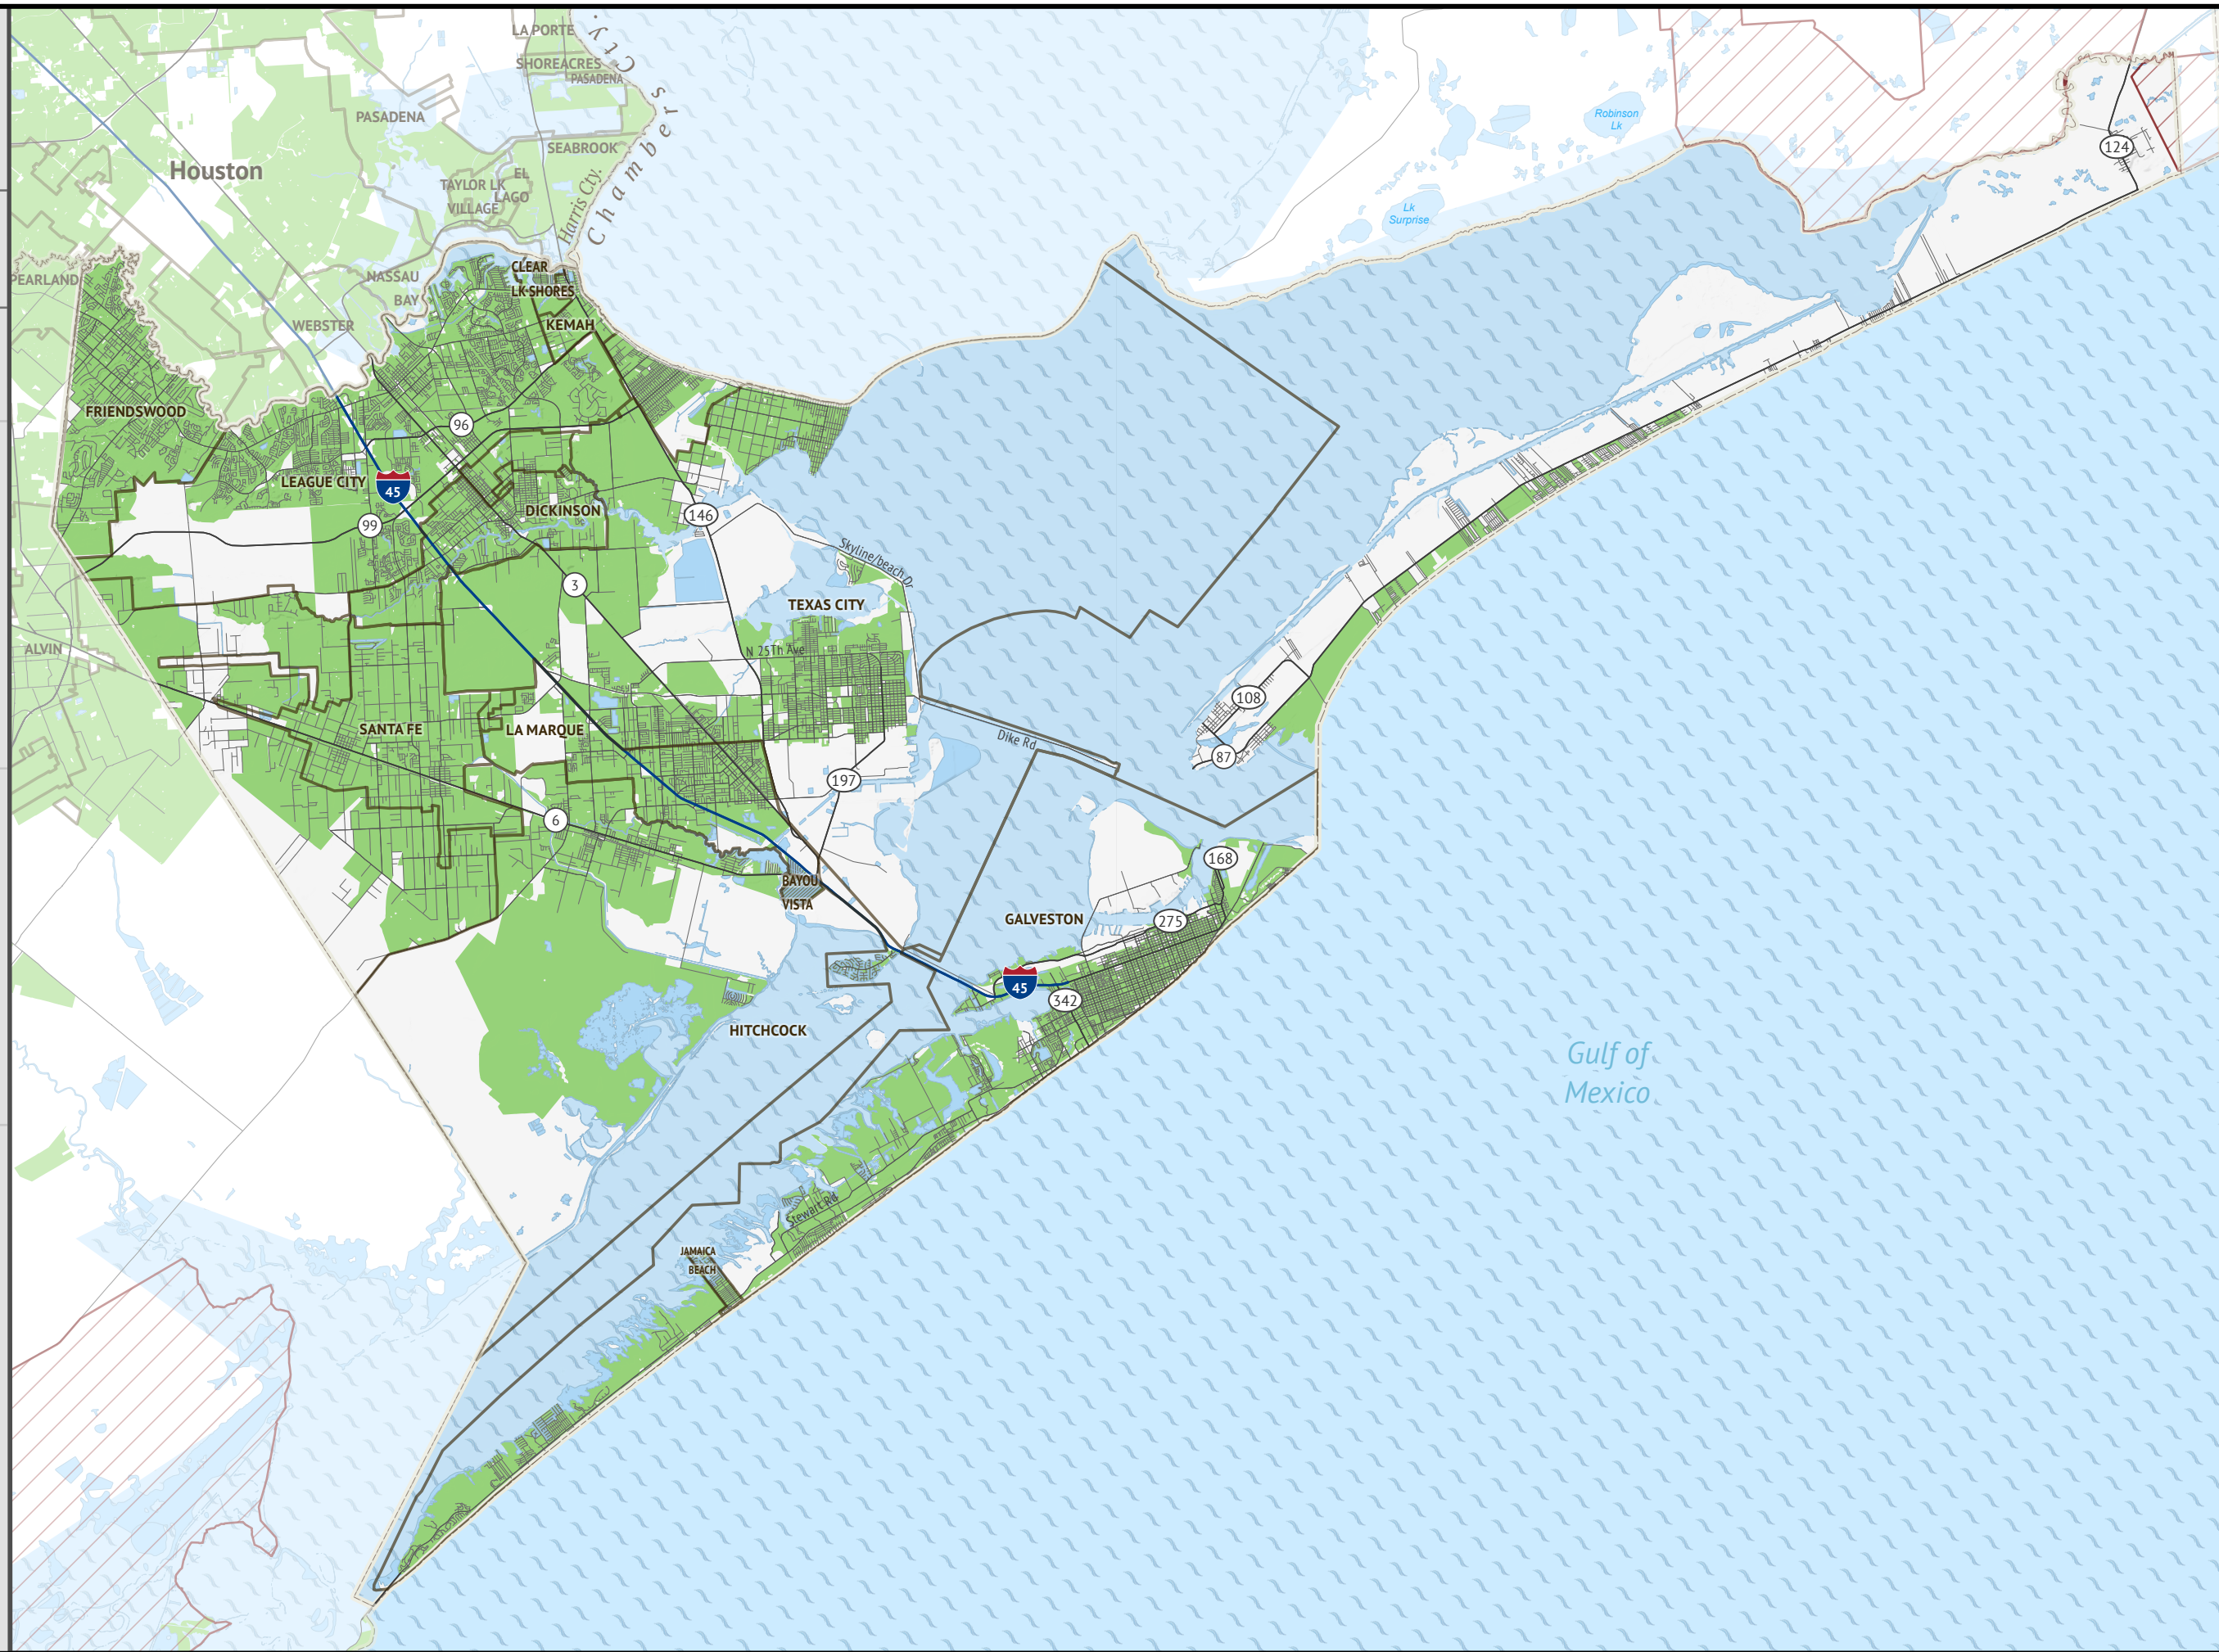 LA PORTE
SHOREACRES
PASADENA
PASADENA
Houston
SEABROOK
EL
LAGO
TAYLOR LK
VILLAGE
Harris Cty.
Chambers Cty.
Robinson
Lk
Lk
Surprise
124
PEARLAND
NASSAU
BAY
CLEAR
LK SHORES
WEBSTER
KEMAH
FRIENDSWOOD
96
LEAGUE CITY
45
99
DICKINSON
146
Skyline/beach Dr
3
TEXAS CITY
ALVIN
N 25Th Ave
108
SANTA FE
LA MARQUE
Dike Rd
87
197
6
168
BAYOU
VISTA
GALVESTON
275
45
342
HITCHCOCK
Gulf of
Mexico
Stewart Rd
JAMAICA
BEACH